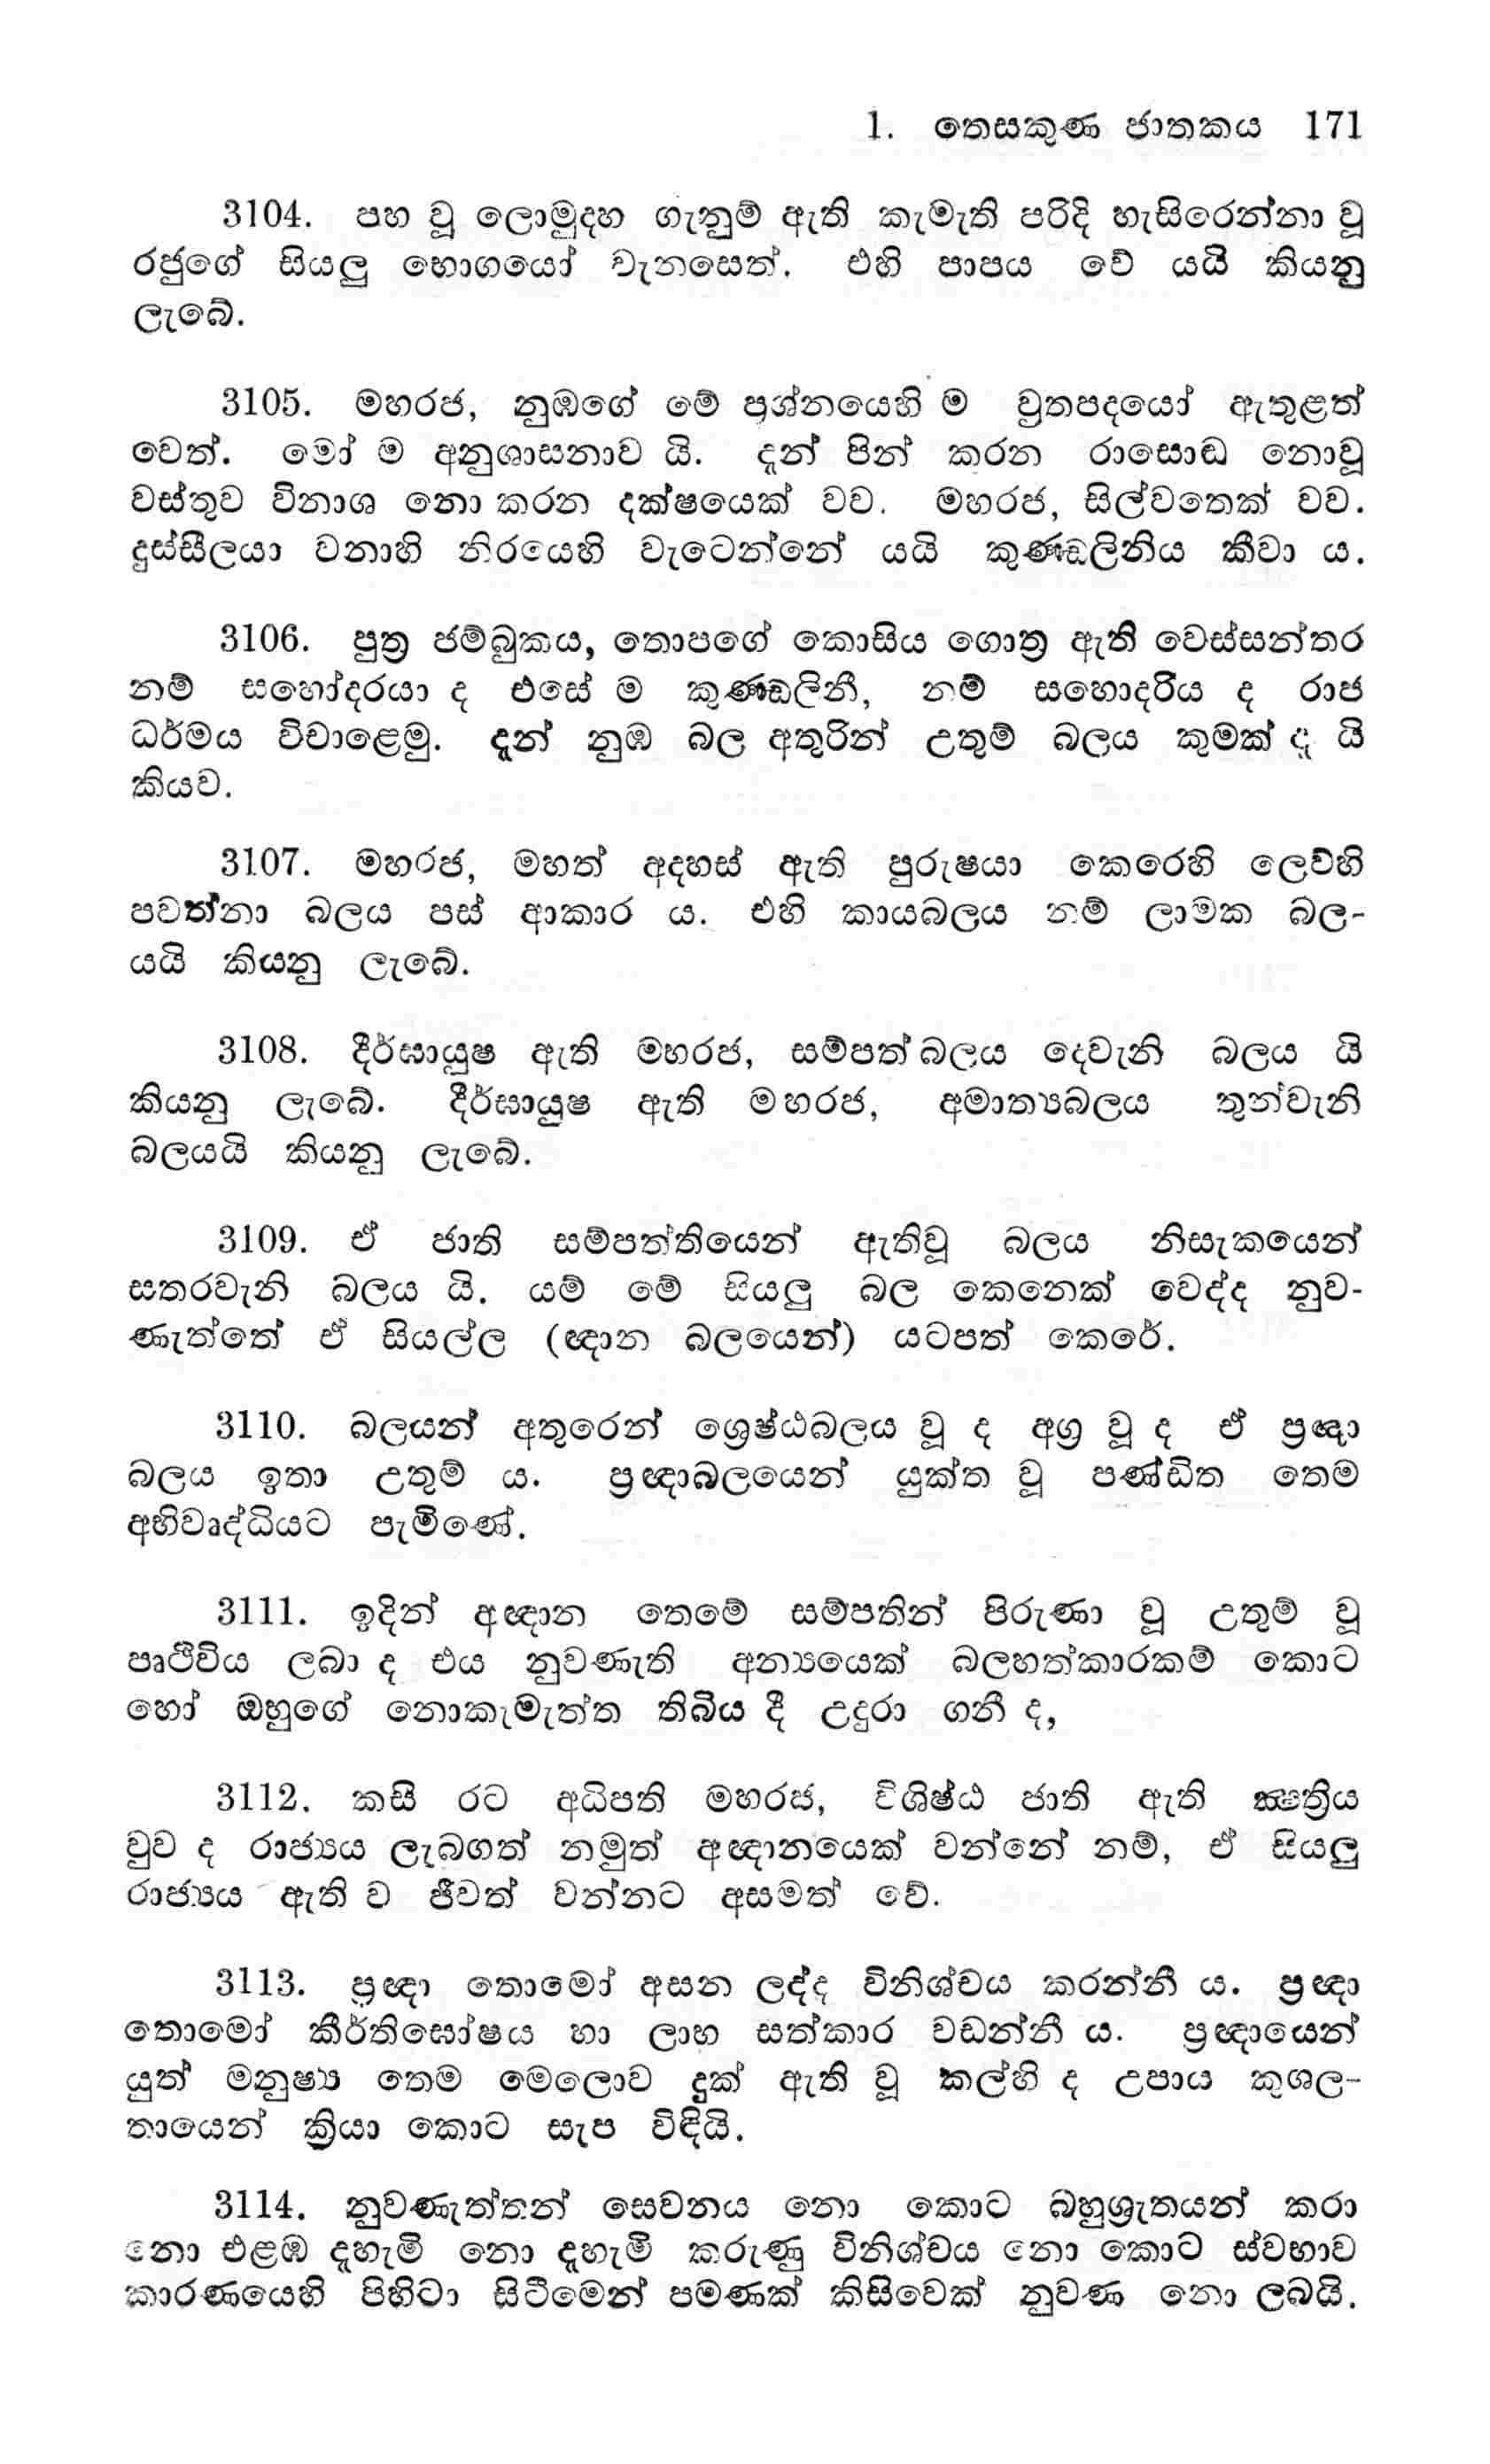 1. තෙසකුණ ජාතකය 171
3104. පහ වූ ලොමුදහ ගැනුම් ඇති කැමැති පරිදි හැසිරෙන්නා වූ
රජුගේ සියලු භොගයෝ වැනසෙත්. එහි පාපය වේ යයි කියනු
ලැබේ.
3105. මහරජ, නුඹගේ මේ ප්‍රශ්නයෙහි ම ව්‍රතපදයෝ ඇතුළත්
වෙත්. මෝ ම අනුශාසනාව යි. දැන් පින් කරන රාසොඬ නොවූ
වස්තුව විනාශ නො කරන දක්ෂයෙක් වව. මහරජ, සිල්වතෙක් වව.
දුස්සීලයා වනාහි නිරයෙහි වැටෙන්නේ යයි කුණ්ඩලිනිය කීවා ය.
3106. පුත්‍ර ජම්බුකය, තොපගේ කොසිය ගොත්‍ර ඇති වෙස්සන්තර
නම් සහෝදරයා ද එසේ ම කුණ්ඩලිනී, නම් සහොදරිය ද රාජ
ධර්මය විචාළෙමු. දැන් නුඹ බල අතුරින් උතුම් බලය කුමක් දැ යි
කියව.
3107. මහරජ, මහත් අදහස් ඇති පුරුෂයා කෙරෙහි ලෙව්හි
පවත්නා බලය පස් ආකාර ය. එහි කායබලය නම් ලාමක බල-
යයි කියනු ලැබේ.
3108. දීර්ඝායුෂ ඇති මහරජ, සම්පත් බලය දෙවැනි බලය යි
කියනු ලැබේ. දීර්ඝායුෂ ඇති මහරජ, අමාත්‍යබලය තුන්වැනි
බලයයි කියනු ලැබේ.
3109. ඒ ජාති සම්පත්තියෙන් ඇතිවූ බලය නිසැකයෙන්
සතරවැනි බලය යි. යම් මේ සියලු බල කෙනෙක් වෙද්ද නුව-
ණැත්තේ ඒ සියල්ල (ඥාන බලයෙන්) යටපත් කෙරේ.
3110. බලයන් අතුරෙන් ශ්‍රෙෂ්ඨබලය වූ ද අග්‍ර වූ ද ඒ ප්‍රඥා
බලය ඉතා උතුම් ය. ප්‍රඥාබලයෙන් යුක්ත වූ පණ්ඩිත තෙම
අභිවෘද්ධියට පැමිණේ.
3111. ඉදින් අඥාන තෙමේ සම්පතින් පිරුණා වූ උතුම් වූ
පෘථිවිය ලබා ද එය නුවණැති අන්‍යයෙක් බලහත්කාරකම් කොට
හෝ ඔහුගේ නොකැමැත්ත තිබිය දී උදුරා ගනී ද,
3112. කසී රට අධිපති මහරජ, විශිෂ්ඨ ජාති ඇති ක්‍ෂත්‍රිය
වුව ද රාජ්‍යය ලැබගත් නමුත් අඥානයෙක් වන්නේ නම්, ඒ සියලු
රාජ්‍යය ඇති ව ජීවත් වන්නට අසමත් වේ.
3113. ප්‍රඥා තොමෝ අසන ලද්ද විනිශ්චය කරන්නී ය. ප්‍රඥා
තොමෝ කීර්තිඝෝෂය හා ලාභ සත්කාර වඩන්නී ය. ප්‍රඥායෙන්
යුත් මනුෂ්‍ය තෙම මෙලොව දුක් ඇති වූ කල්හි ද උපාය කුශල-
තායෙන් ක්‍රියා කොට සැප විඳියි.
3114. නුවණැත්තන් සෙවනය නො කොට බහුශ්‍රැතයන් කරා
නො එළඹ දැහැමි නො දැහැමි කරුණු විනිශ්චය නො කොට ස්වභාව
කාරණයෙහි පිහිටා සිටීමෙන් පමණක් කිසිවෙක් නුවණ නො ලබයි.